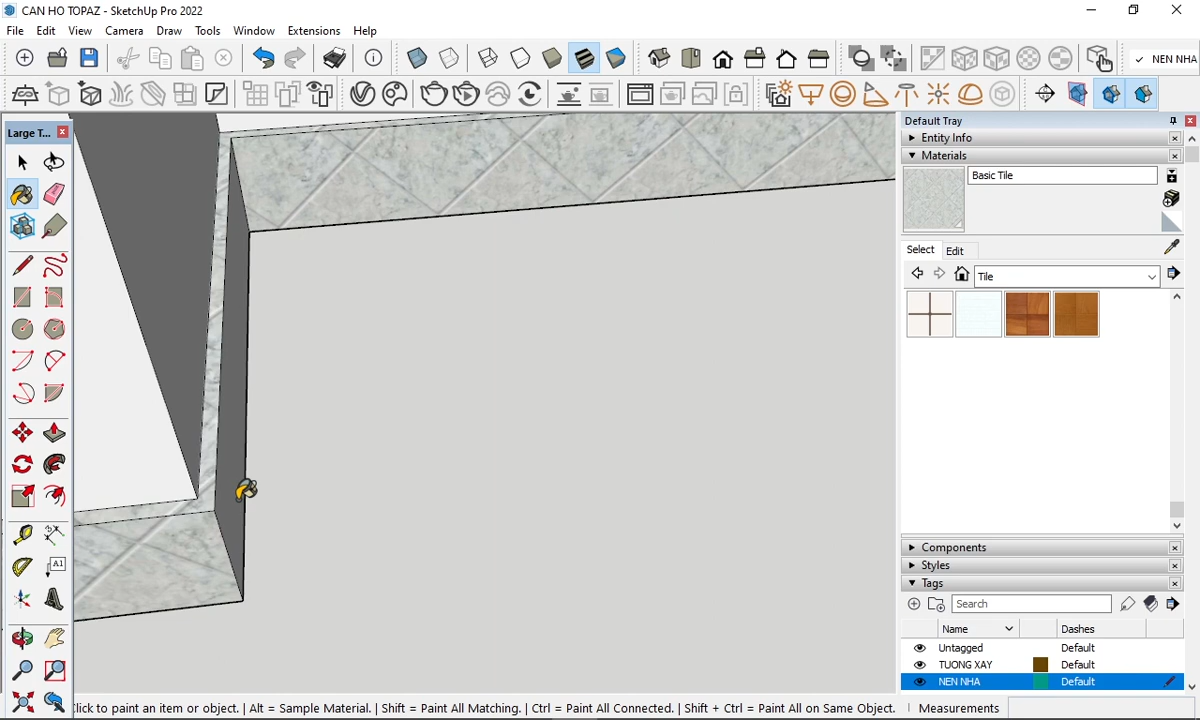 CAN HO TOPAZ - SketchUp Pro 2022
File Edit View Camera Draw Tools Window Extensions Help
NEN NHA
Large T...
Default Tray
Entity Info
Materials
Basic Tile
Select Edit
Tile
A1
Components
Styles
Tags
Search
Name Dashes
Untagged Default
TUONG XAY Default
NEN NHA Default
Click to paint an item or object. | Alt = Sample Material. | Shift = Paint All Matching. | Ctrl = Paint All Connected. | Shift + Ctrl = Paint All on Same Object. Measurements